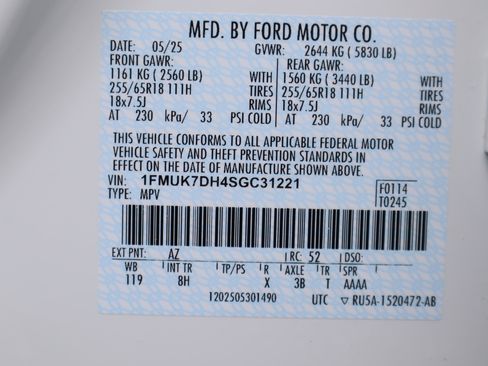 MFD. BY FORD MOTOR CO.
DATE: 05/25 GVWR: 2644 KG ( 5830 LB)
FRONT GAWR: REAR GAWR:
1161 KG ( 2560 LB) WITH 1560 KG ( 3440 LB) WITH
255/65R18 111H TIRES 255/65R18 111H TIRES
18x7.5J RIMS 18x7.5J RIMS
AT 230 kPa/ 33 PSI COLD AT 230 kPa/ 33 PSI COLD
THIS VEHICLE CONFORMS TO ALL APPLICABLE FEDERAL MOTOR
VEHICLE SAFETY AND THEFT PREVENTION STANDARDS IN
EFFECT ON THE DATE OF MANUFACTURE SHOWN ABOVE.
VIN: 1FMUK7DH4SGC31221 F0114
TYPE: MPV T0245
EXT PNT: AZ RC: 52 DSO:
WB INT TR TP/PS R AXLE TR SPR
119 8H X 3B T AAAA
1202505301490 UTC ▽ RU5A-1520472-AB